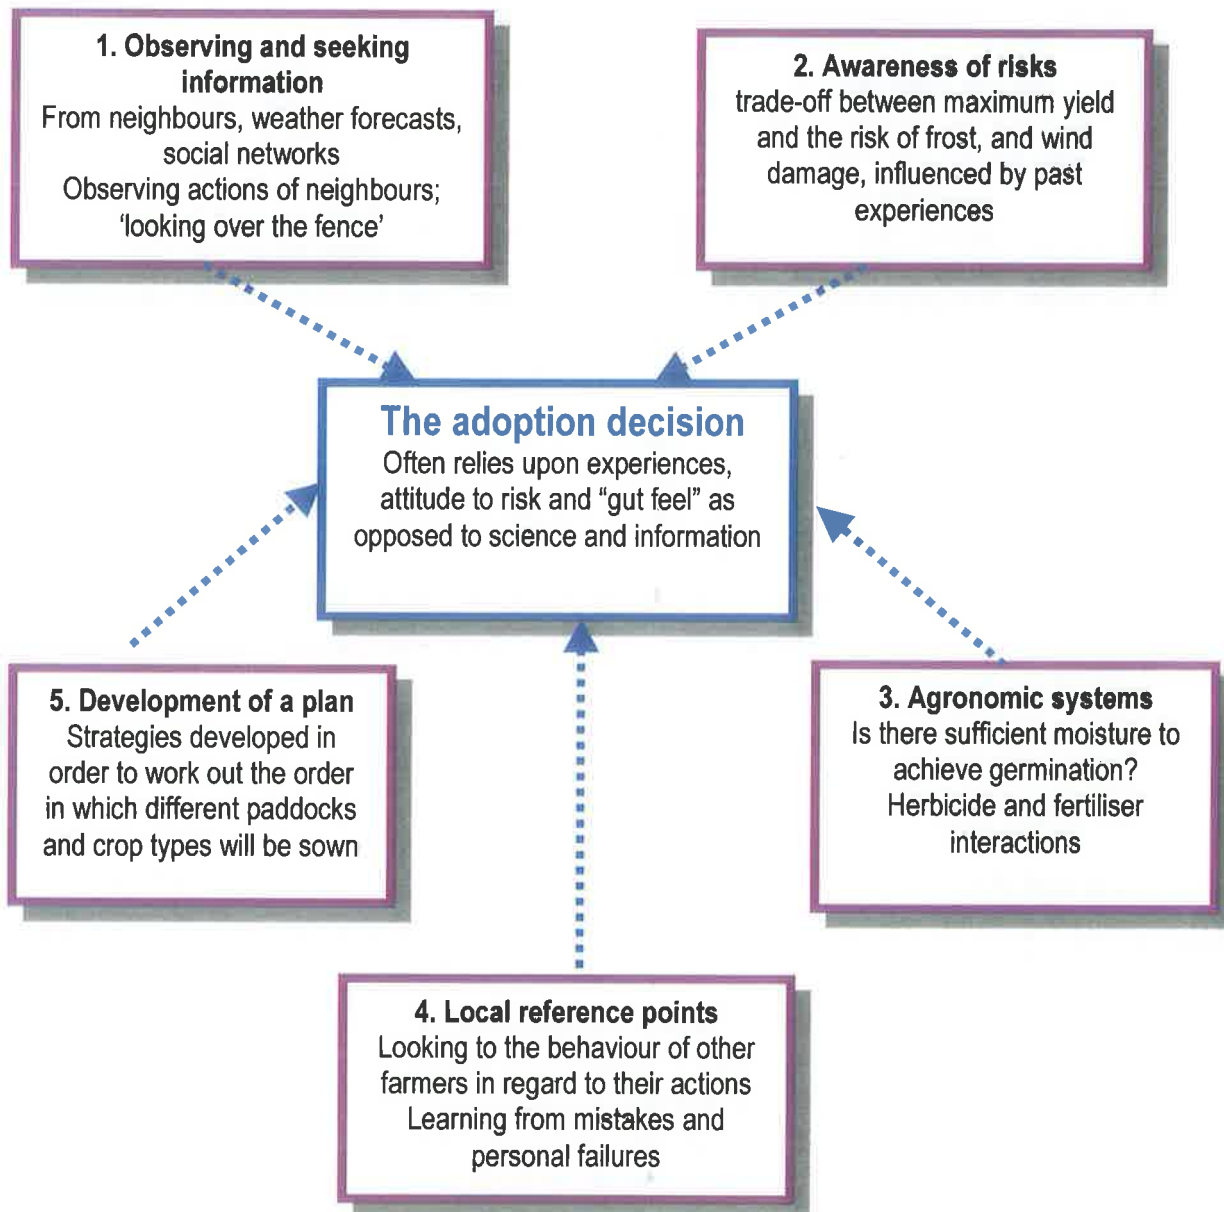 1. Observing and seeking
information
From neighbours, weather forecasts,
social networks
Observing actions of neighbours;
‘looking over the fence’
2. Awareness of risks
trade-off between maximum yield
and the risk of frost, and wind
damage, influenced by past
experiences
The adoption decision
Often relies upon experiences,
attitude to risk and “gut feel” as
opposed to science and information
5. Development of a plan
Strategies developed in
order to work out the order
in which different paddocks
and crop types will be sown
3. Agronomic systems
Is there sufficient moisture to
achieve germination?
Herbicide and fertiliser
interactions
4. Local reference points
Looking to the behaviour of other
farmers in regard to their actions
Learning from mistakes and
personal failures